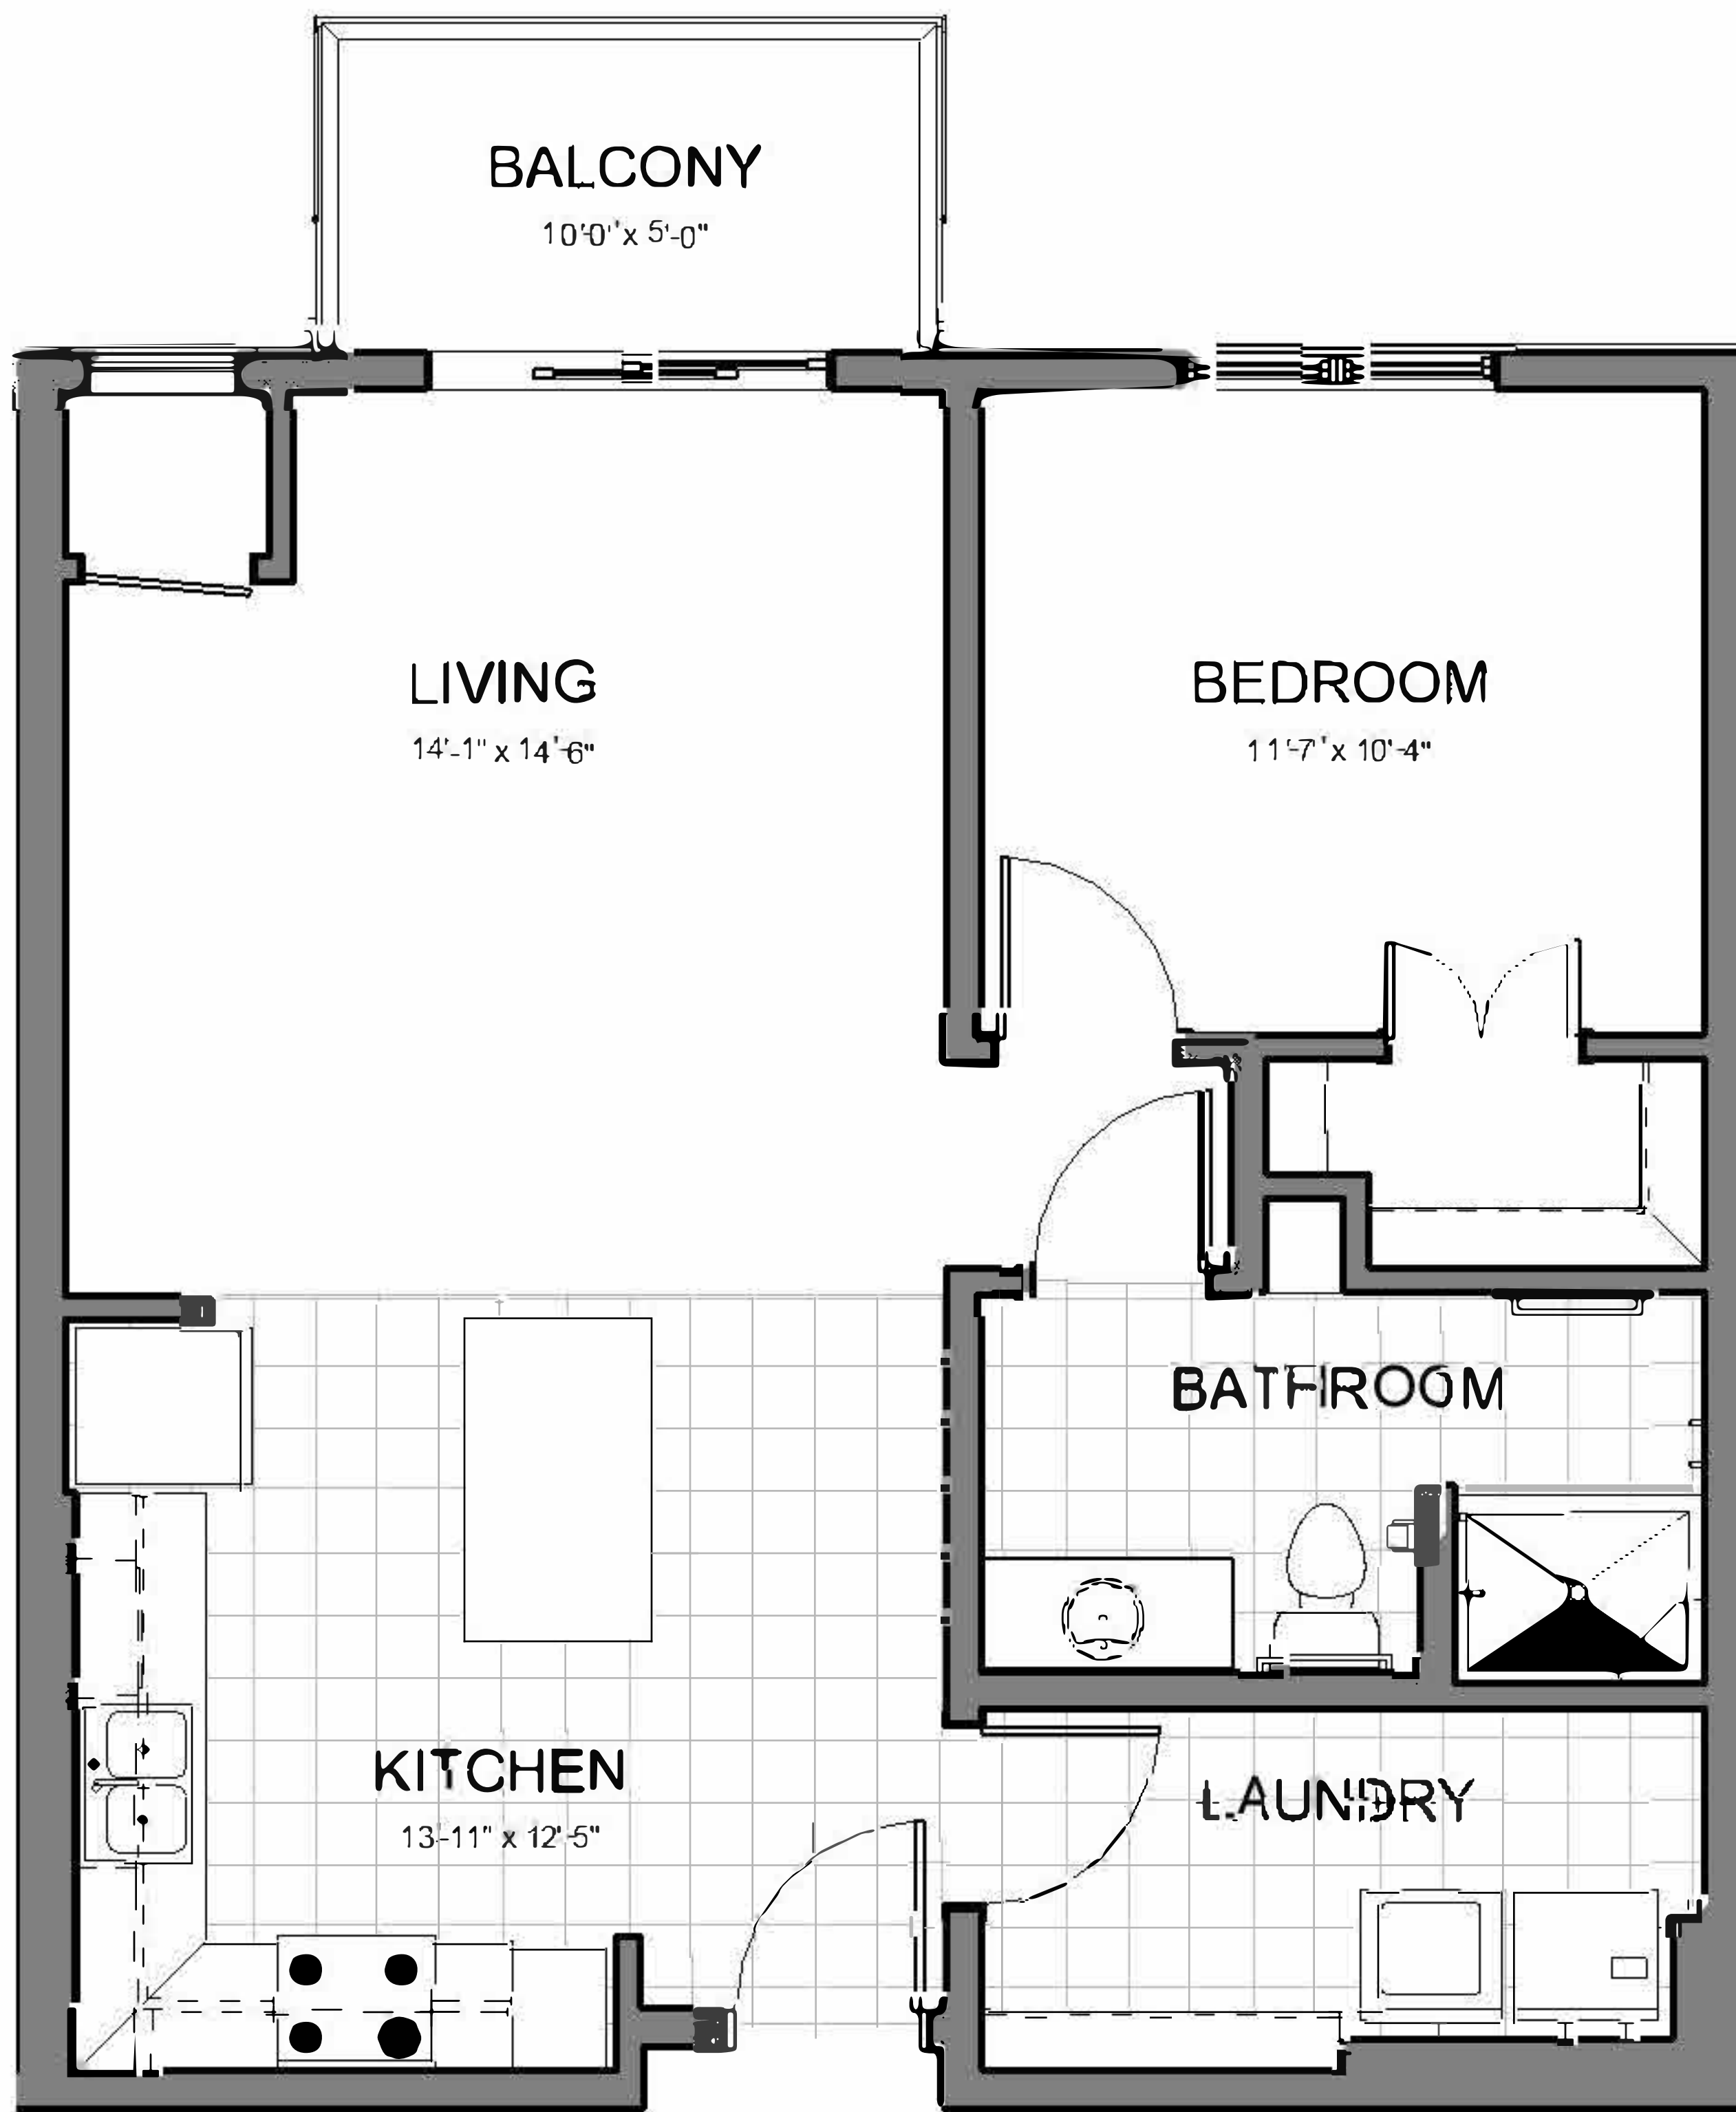 BALCONY
10'0" x 5'-0"
LIVING
14'-1" x 14'-6"
BEDROOM
11'-7" x 10'-4"
BATHROOM
KITCHEN
13'-11" x 12'-5"
LAUNDRY